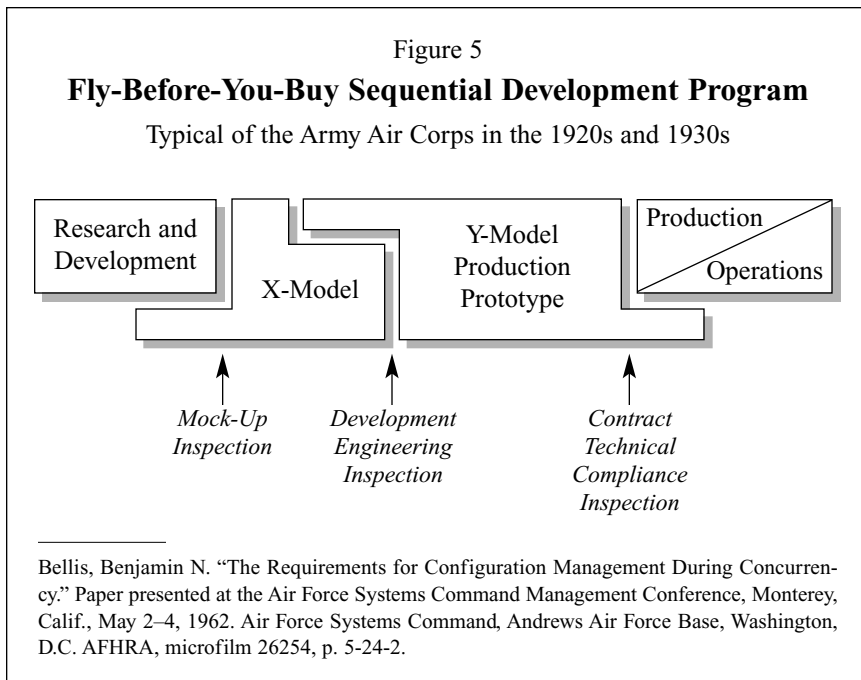 Figure 5
Fly-Before-You-Buy Sequential Development Program
Typical of the Army Air Corps in the 1920s and 1930s
Research and
Development
X-Model
Y-Model
Production
Prototype
Production
Operations
Mock-Up
Inspection
Development
Engineering
Inspection
Contract
Technical
Compliance
Inspection
Bellis, Benjamin N. “The Requirements for Configuration Management During Concurren-
cy.” Paper presented at the Air Force Systems Command Management Conference, Monterey,
Calif., May 2–4, 1962. Air Force Systems Command, Andrews Air Force Base, Washington,
D.C. AFHRA, microfilm 26254, p. 5-24-2.